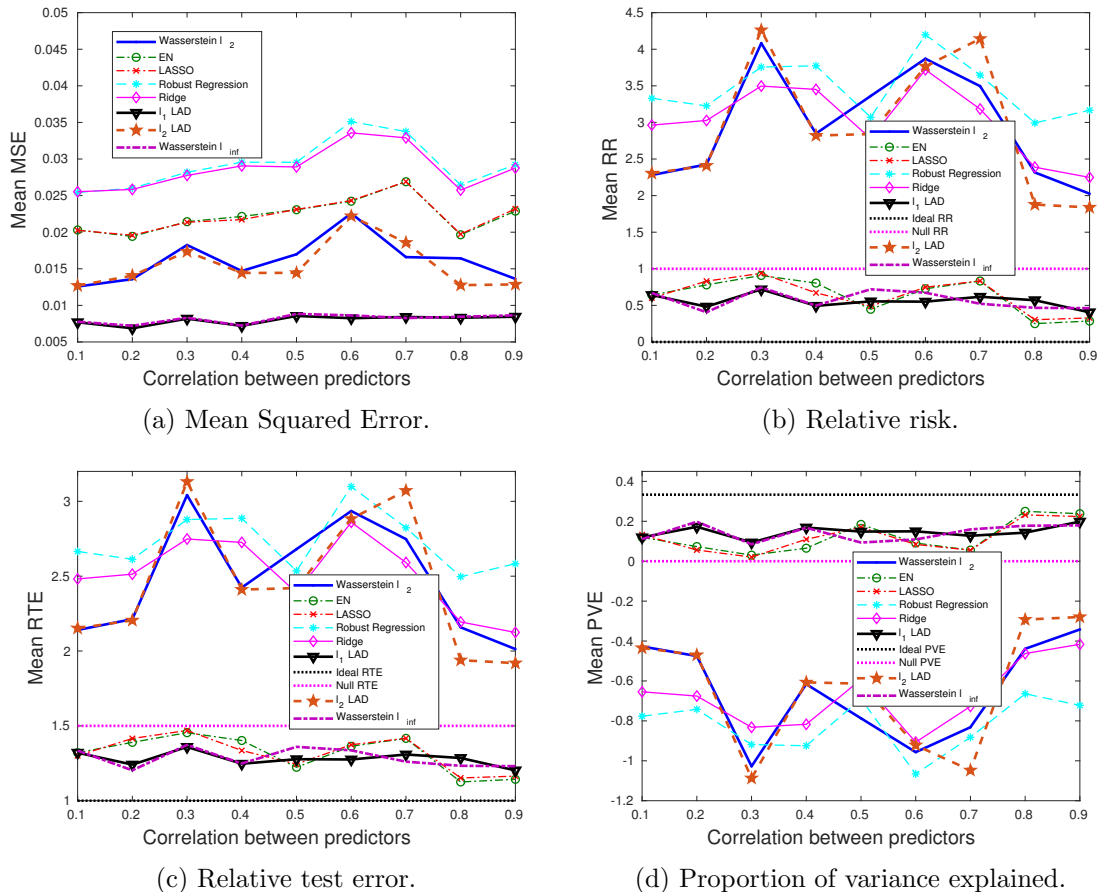 0.05
0.045
0.04
0.035
0.03
0.025
0.02
0.015
0.01
0.005
Mean MSE
Wasserstein l 2
EN
LASSO
Robust Regression
Ridge
l1 LAD
l2 LAD
Wasserstein l inf
0.1 0.2 0.3 0.4 0.5 0.6 0.7 0.8 0.9
Correlation between predictors
(a) Mean Squared Error.
4.5
4
3.5
3
2.5
2
1.5
1
0.5
0
Mean RR
Wasserstein l 2
EN
LASSO
Robust Regression
Ridge
l1 LAD
Ideal RR
Null RR
l2 LAD
Wasserstein l inf
0.1 0.2 0.3 0.4 0.5 0.6 0.7 0.8 0.9
Correlation between predictors
(b) Relative risk.
3
2.5
2
1.5
1
Mean RTE
Wasserstein l 2
EN
LASSO
Robust Regression
Ridge
l1 LAD
Ideal RTE
Null RTE
l2 LAD
Wasserstein l inf
0.1 0.2 0.3 0.4 0.5 0.6 0.7 0.8 0.9
Correlation between predictors
(c) Relative test error.
0.4
0.2
0
-0.2
-0.4
-0.6
-0.8
-1
-1.2
Mean PVE
Wasserstein l 2
EN
LASSO
Robust Regression
Ridge
l1 LAD
Ideal PVE
Null PVE
l2 LAD
Wasserstein l inf
0.1 0.2 0.3 0.4 0.5 0.6 0.7 0.8 0.9
Correlation between predictors
(d) Proportion of variance explained.